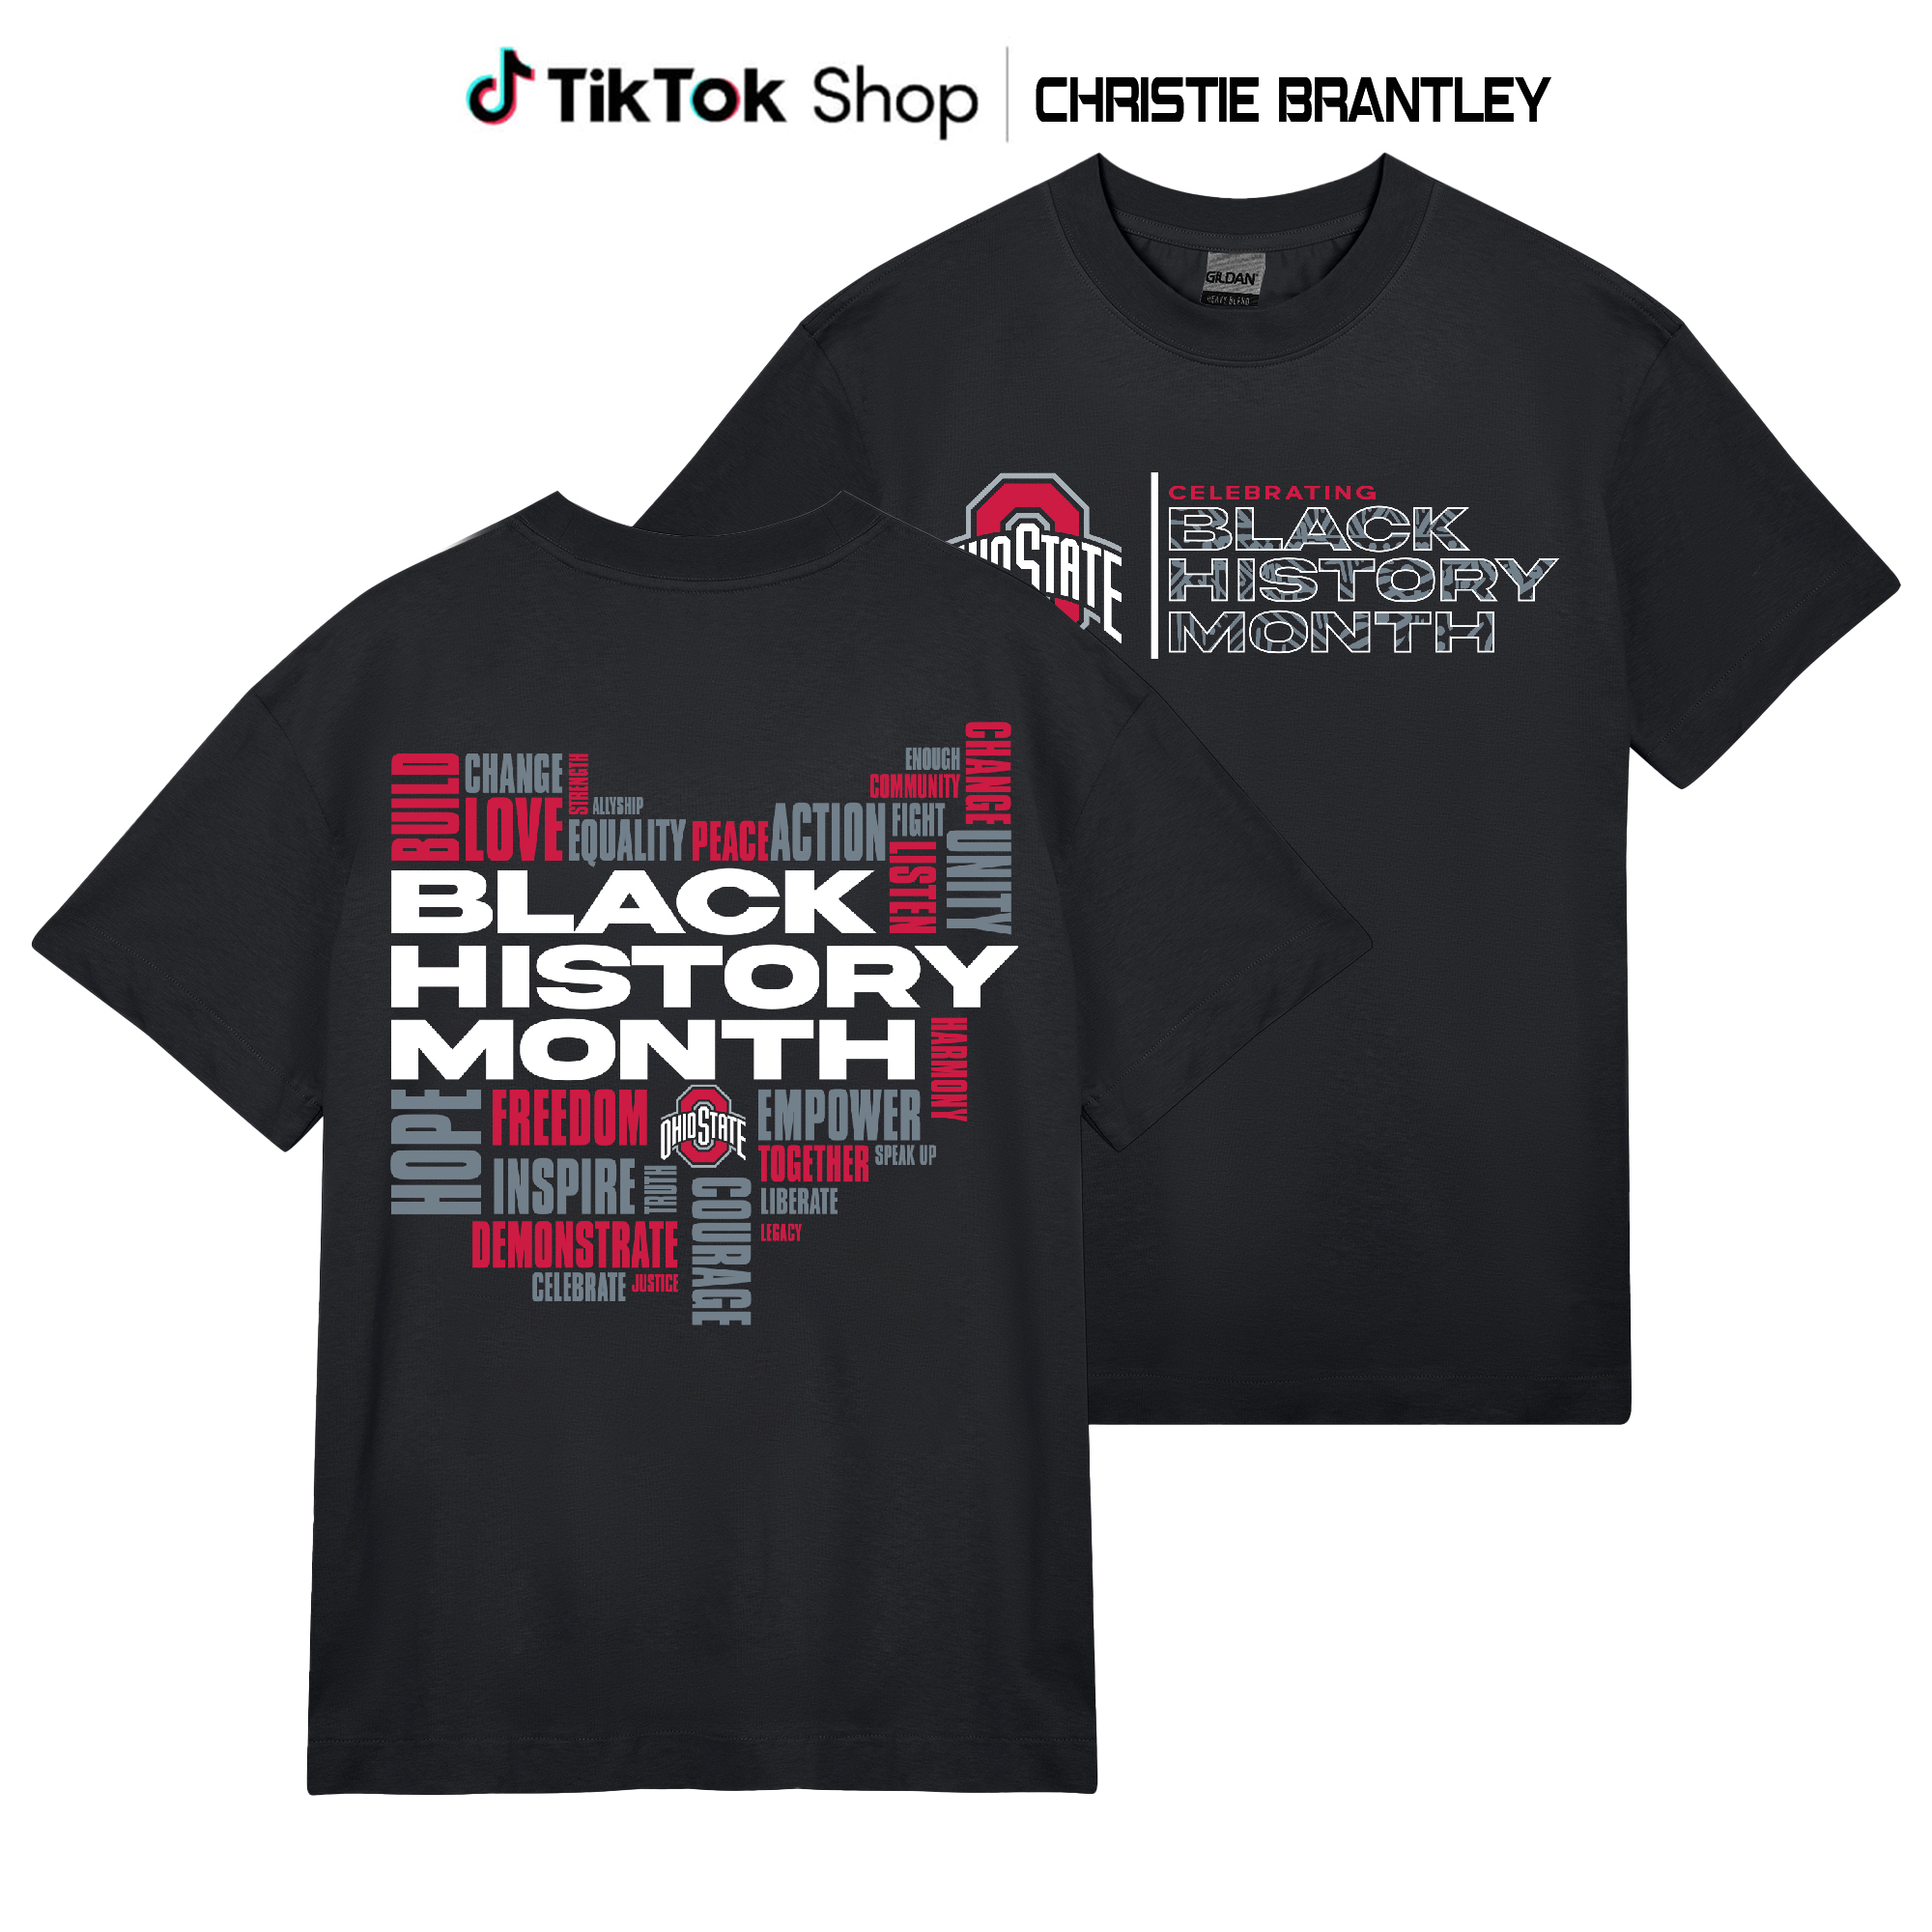 TikTok Shop
CHRISTIE BRANTLEY
GILDAN
HEAVY BLEND
OHIO STATE
CELEBRATING
BLACK
HISTORY
MONTH
BUILD
CHANGE
LOVE
STRENGTH
ALLYSHIP
EQUALITY
PEACE
ACTION
ENOUGH
COMMUNITY
FIGHT
LISTEN
CHANGE
UNITY
BLACK
HISTORY
MONTH
HARMONY
HOPE
FREEDOM
OHIO STATE
EMPOWER
TOGETHER
SPEAK UP
INSPIRE
TRUTH
LIBERATE
DEMONSTRATE
COURAGE
LEGACY
CELEBRATE
JUSTICE